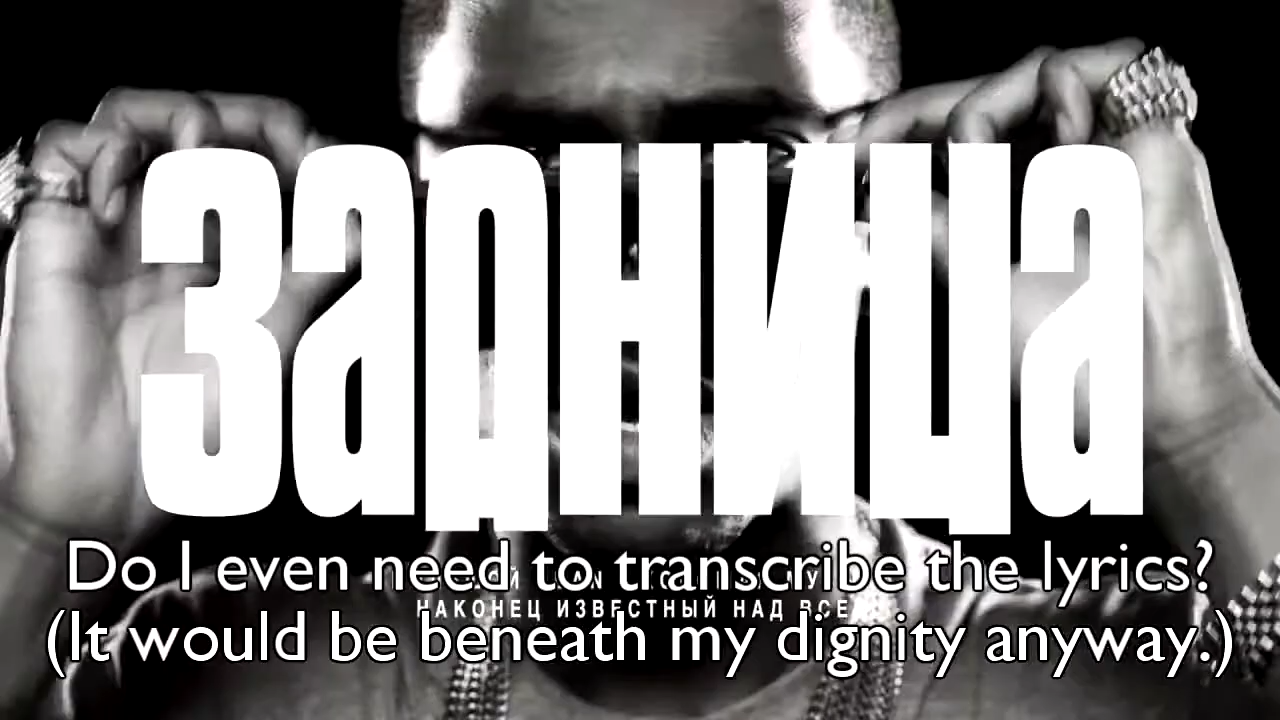 задница
НАКОНЕЦ ИЗВЕСТНЫЙ НАД ВСЕ
Do I even need to transcribe the lyrics?
(It would be beneath my dignity anyway.)